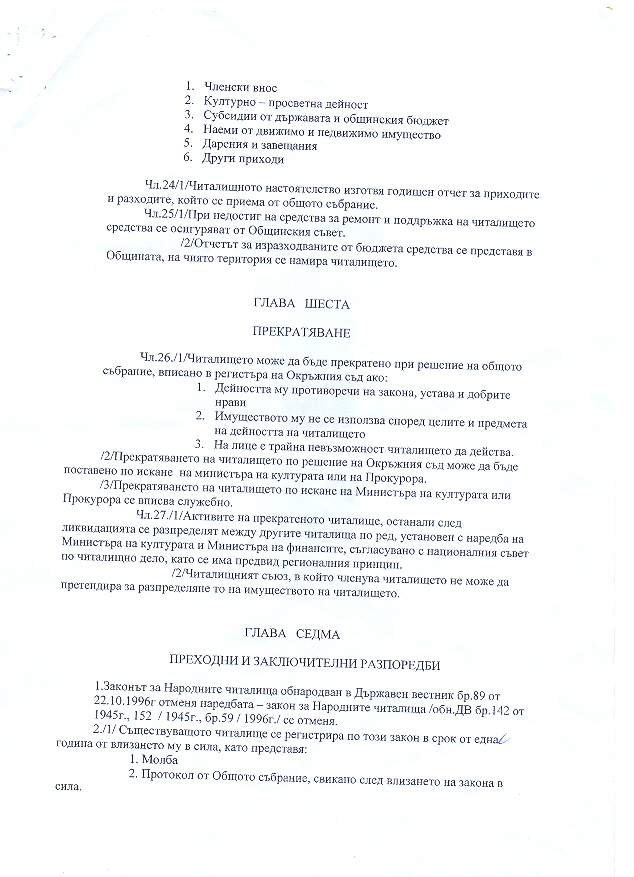 1. Членски внос
2. Културно – просветна дейност
3. Субсидии от държавата и общинския бюджет
4. Наеми от движимо и недвижимо имущество
5. Дарения и завещания
6. Други приходи
Чл.24/1/Читалищното настоятелство изготвя годишен отчет за приходите
и разходите, който се приема от общото събрание.
Чл.25/1/При недостиг на средства за ремонт и поддръжка на читалището
средства се осигуряват от Общинския съвет.
/2/Отчетът за изразходваните от бюджета средства се представя в
Общината, на чиято територия се намира читалището.
ГЛАВА ШЕСТА
ПРЕКРАТЯВАНЕ
Чл.26./1/Читалището може да бъде прекратено при решение на общото
събрание, вписано в регистъра на Окръжния съд ако:
1. Дейността му противоречи на закона, устава и добрите
нрави
2. Имуществото му не се използва според целите и предмета
на дейността на читалището
3. На лице е трайна невъзможност читалището да действа.
/2/Прекратяването на читалището по решение на Окръжния съд може да бъде
поставено по искане на министъра на културата или на Прокурора.
/3/Прекратяването на читалището по искане на Министъра на културата или
Прокурора се вписва служебно.
Чл.27./1/Активите на прекратеното читалище, останали след
ликвидацията се разпределят между другите читалища по ред, установен с наредба на
Министъра на културата и Министъра на финансите, съгласувано с националния съвет
по читалищно дело, като се има предвид регионалния принцип.
/2/Читалищният съюз, в който членува читалището не може да
претендира за разпределяне то на имуществото на читалището.
ГЛАВА СЕДМА
ПРЕХОДНИ И ЗАКЛЮЧИТЕЛНИ РАЗПОРЕДБИ
1.Законът за Народните читалища обнародван в Държавен вестник бр.89 от
22.10.1996г отменя наредбата – закон за Народните читалища /обн.ДВ бр.142 от
1945г., 152 / 1945г., бр.59 / 1996г./ се отменя.
2./1/ Съществуващото читалище се регистрира по този закон в срок от една
година от влизането му в сила, като представя:
1. Молба
2. Протокол от Общото събрание, свикано след влизането на закона в
сила.